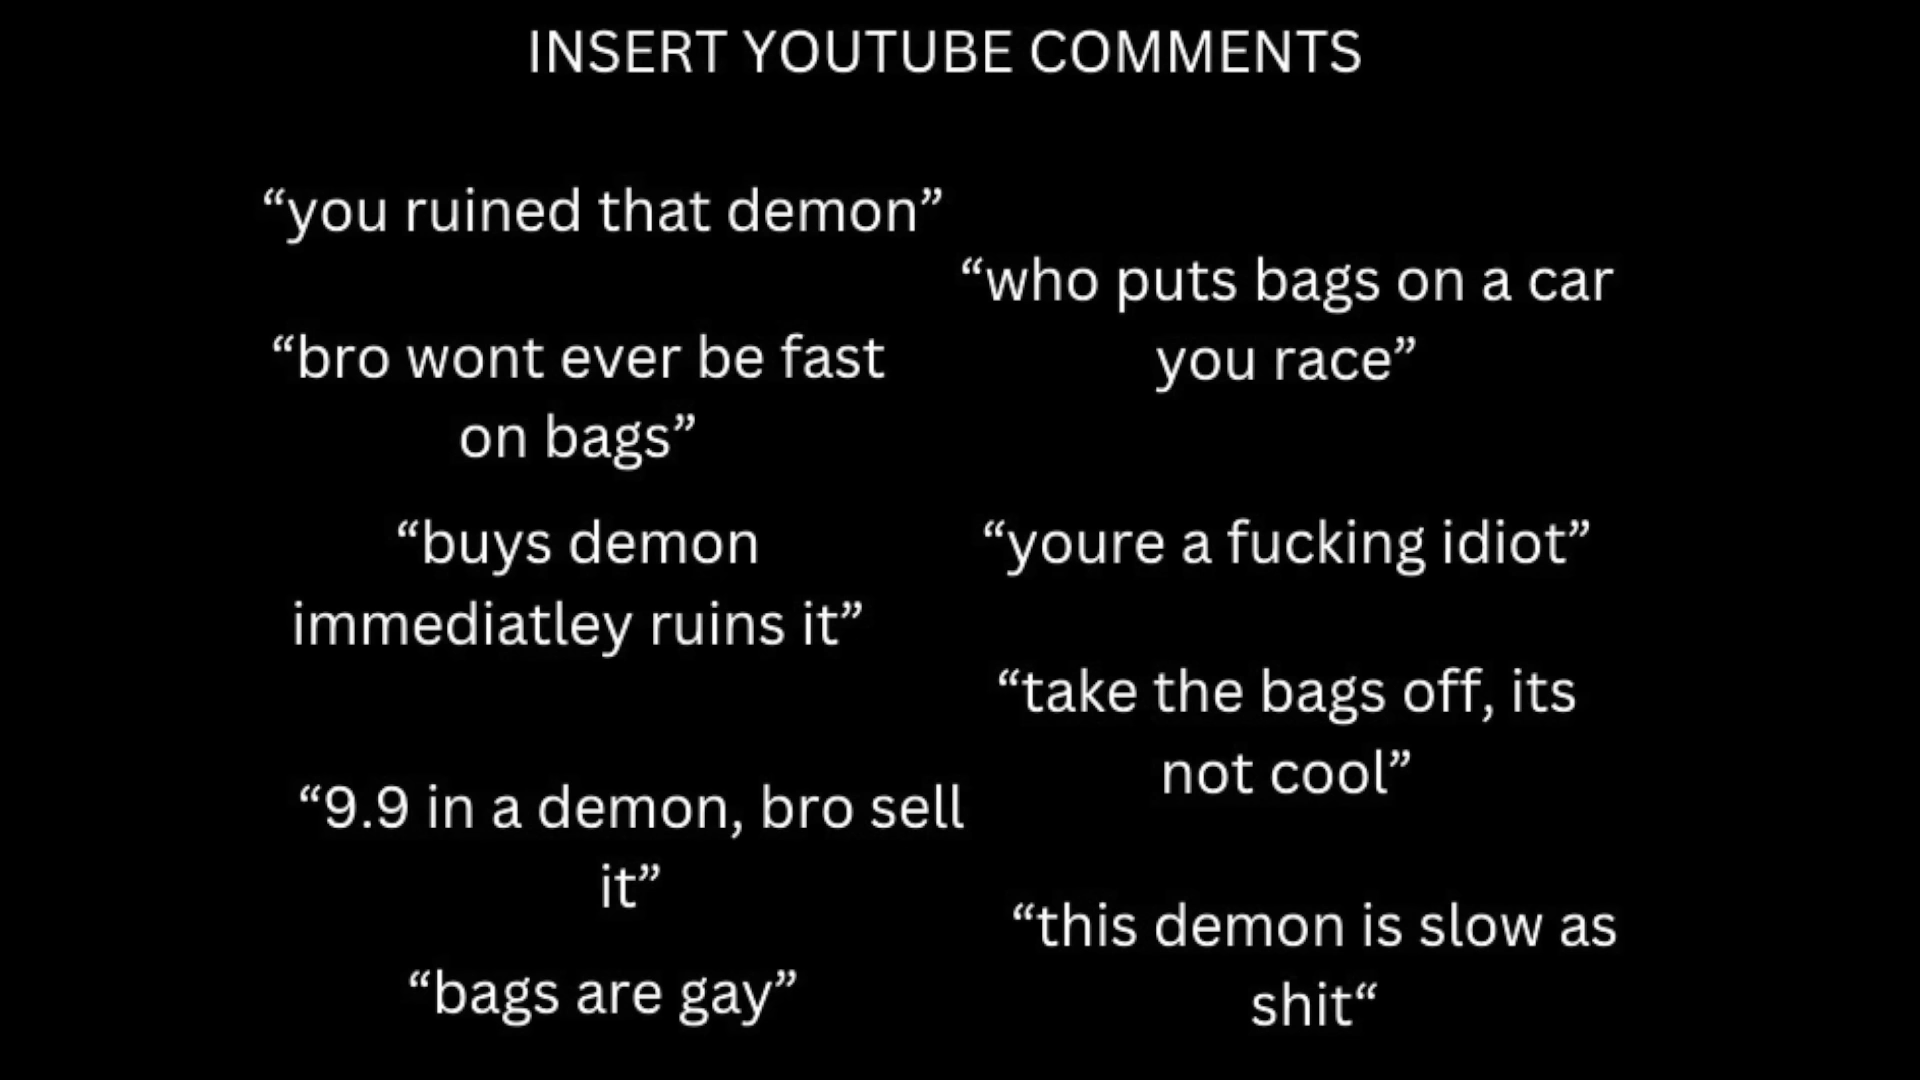 INSERT YOUTUBE COMMENTS
“you ruined that demon”
“who puts bags on a car
you race”
“bro wont ever be fast
on bags”
“buys demon
immediatley ruins it”
“youre a fucking idiot”
“take the bags off, its
not cool”
“9.9 in a demon, bro sell
it”
“this demon is slow as
shit“
“bags are gay”